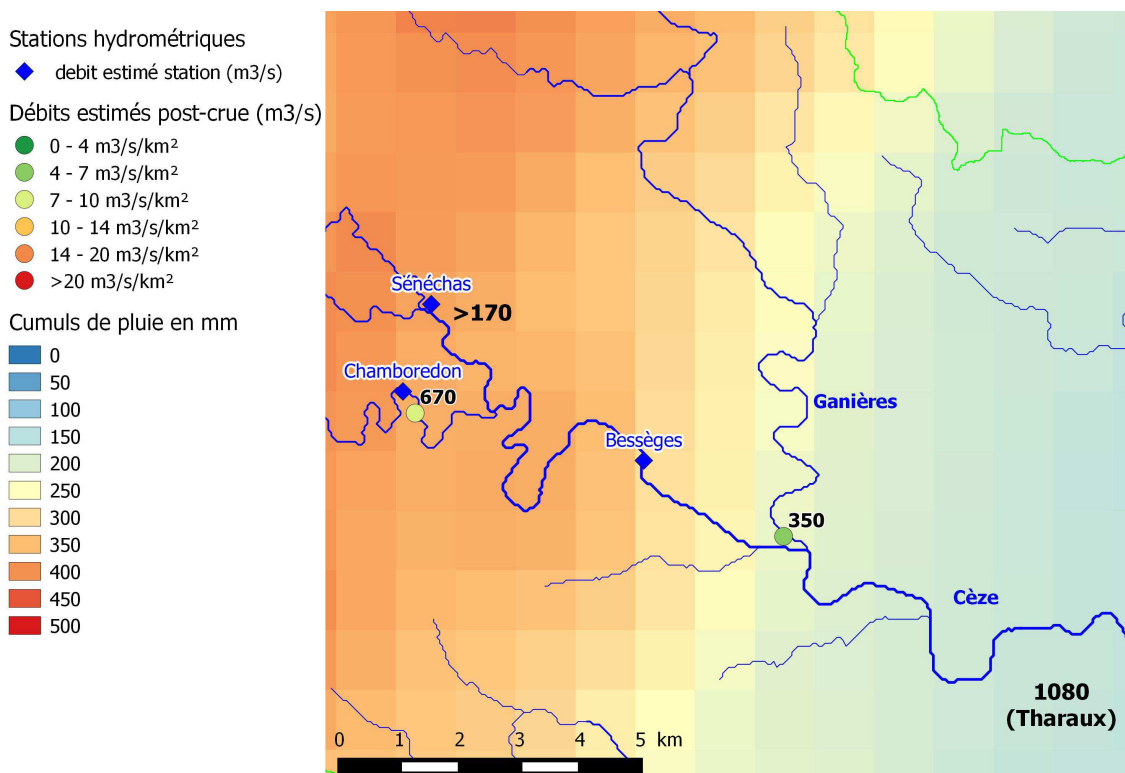 Stations hydrométriques
debit estimé station (m3/s)
Débits estimés post-crue (m3/s)
0 - 4 m3/s/km²
4 - 7 m3/s/km²
7 - 10 m3/s/km²
10 - 14 m3/s/km²
14 - 20 m3/s/km²
>20 m3/s/km²
Cumuls de pluie en mm
0
50
100
150
200
250
300
350
400
450
500
Sénéchas
>170
Chamboredon
670
Ganières
Bessèges
350
Cèze
1080
(Tharaux)
0 1 2 3 4 5 km